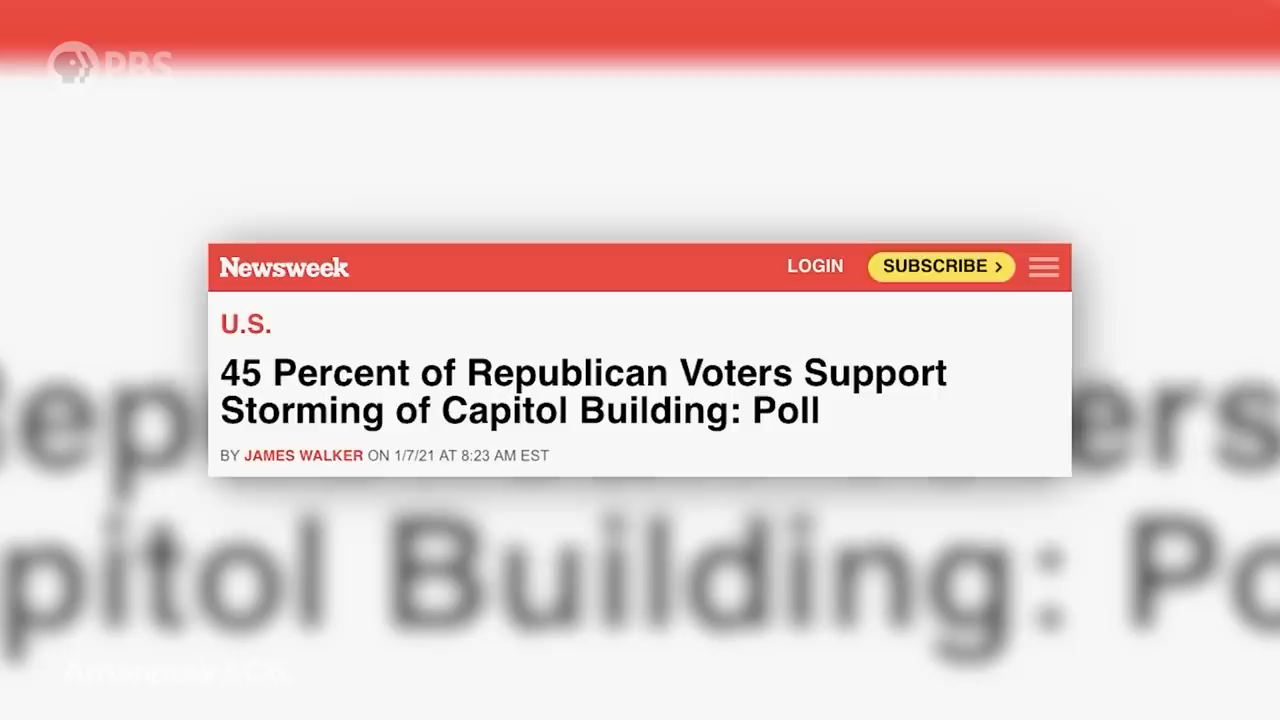 PBS
Newsweek
LOGIN
SUBSCRIBE >
U.S.
45 Percent of Republican Voters Support
Storming of Capitol Building: Poll
BY JAMES WALKER ON 1/7/21 AT 8:23 AM EST